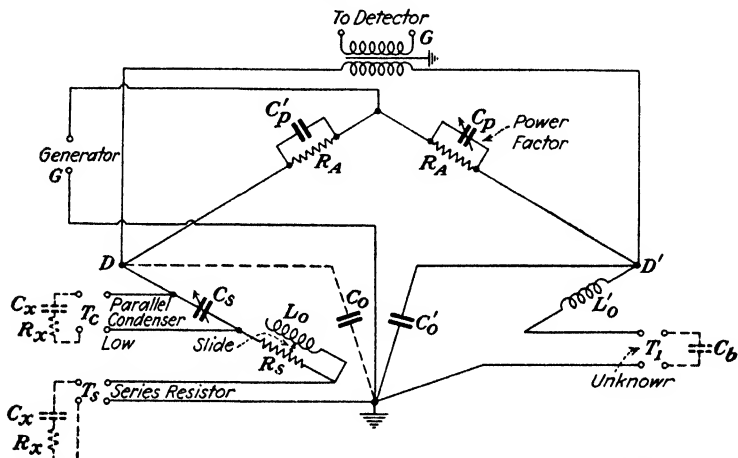 To Detector
G
C'p
RA
Cp
Power
Factor
RA
Generator
G
D
D'
Cx
Rx
Tc
Parallel
Condenser
Low
Cs
Slide
Lo
Rs
Co
C'o
L'o
T1
Unknowr
Cb
Cx
Rx
Ts
Series Resistor